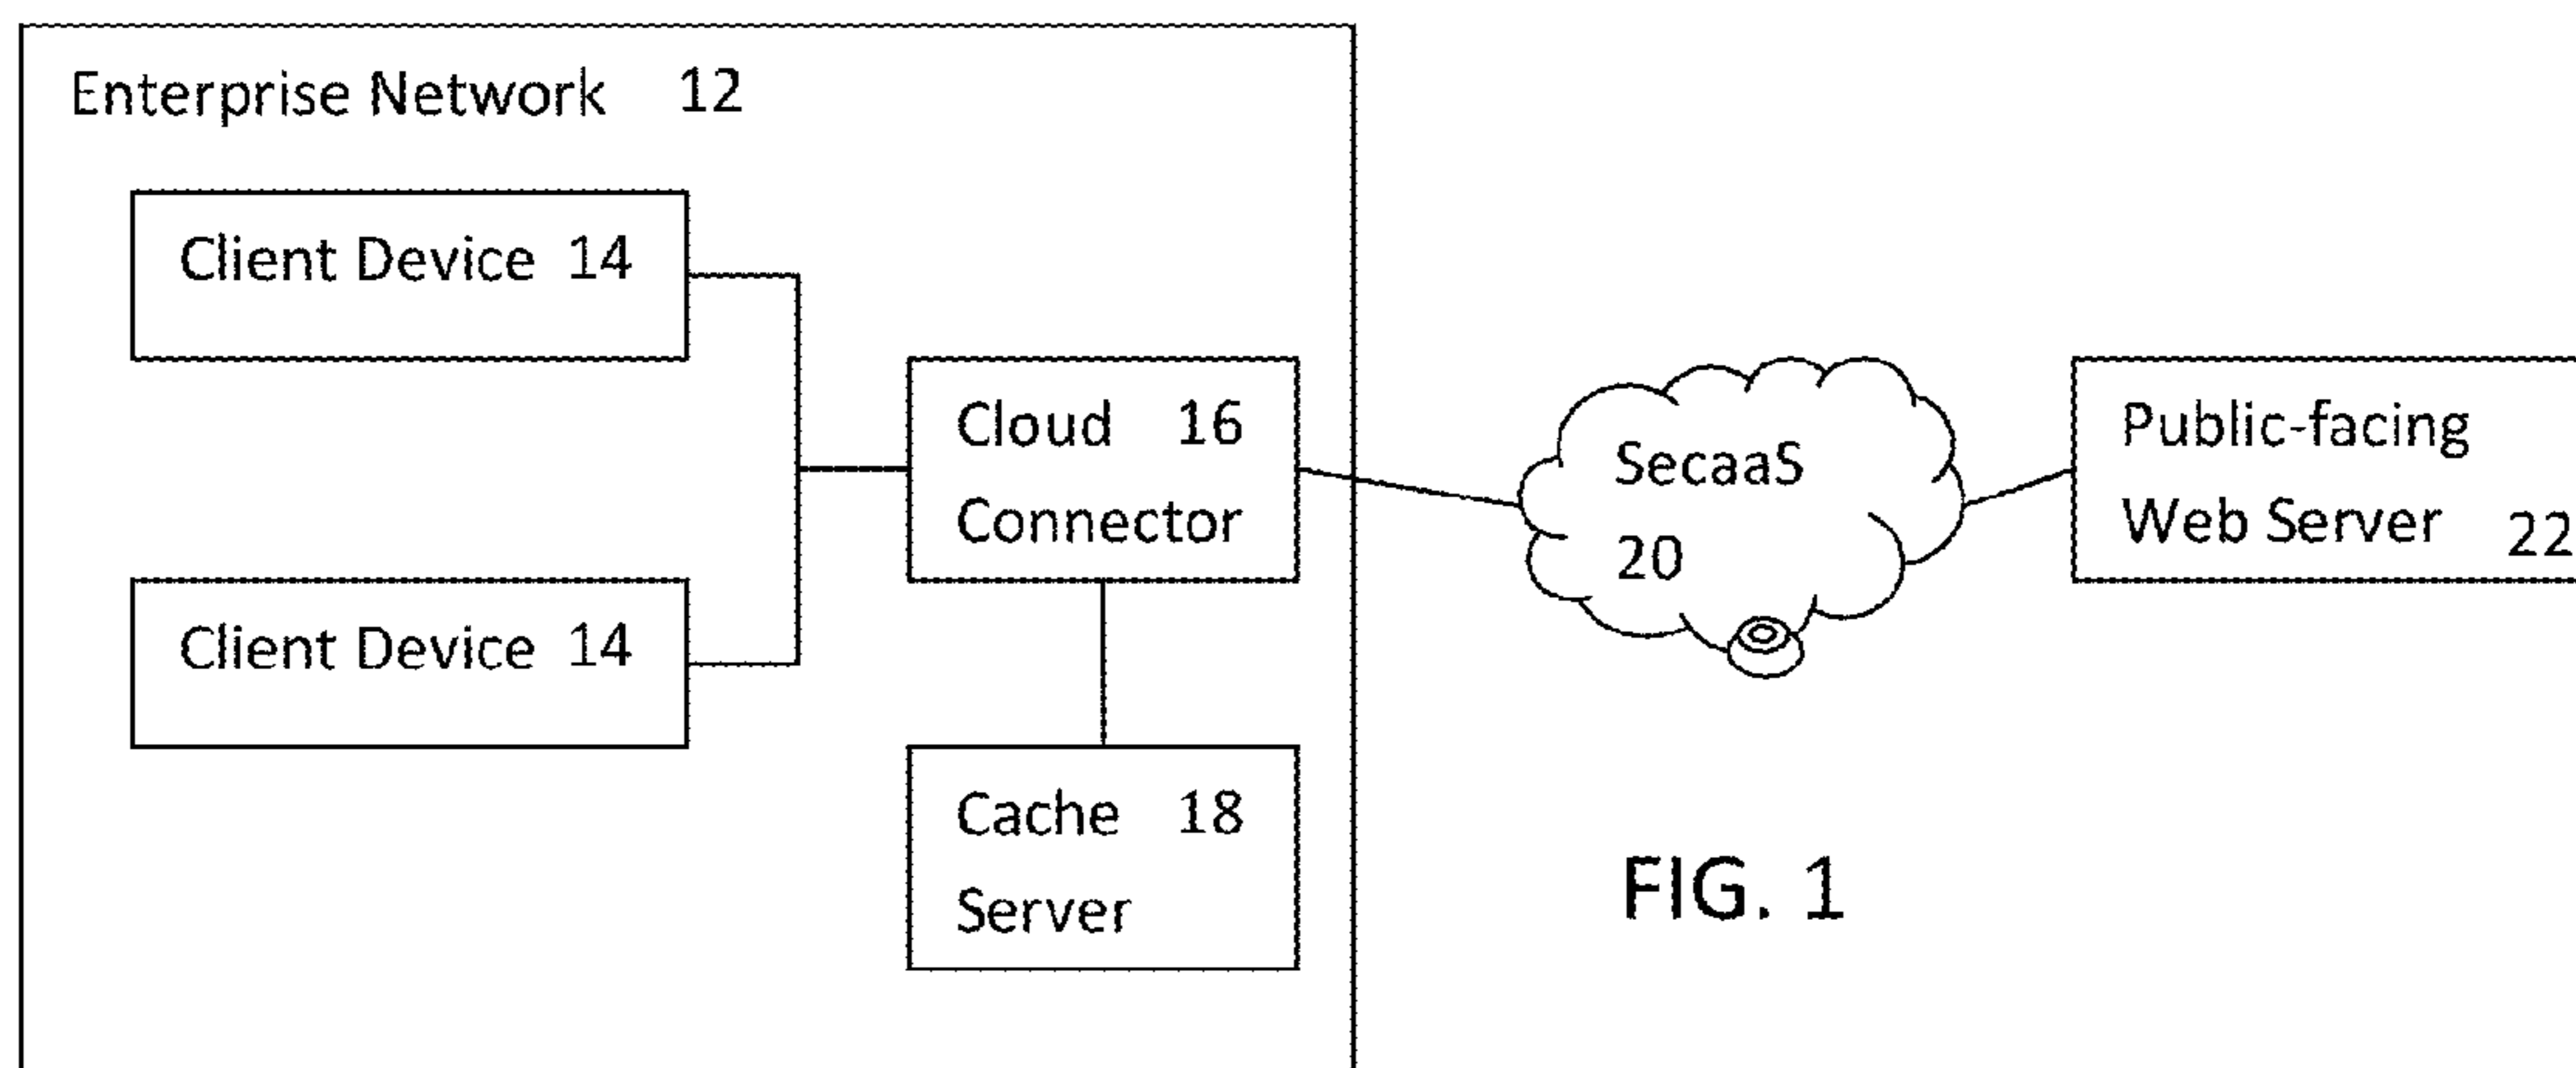 Enterprise Network 12
Client Device 14
Cloud 16
Connector
SecaaS
20
Public-facing
Web Server 22
Client Device 14
Cache 18
Server
FIG. 1